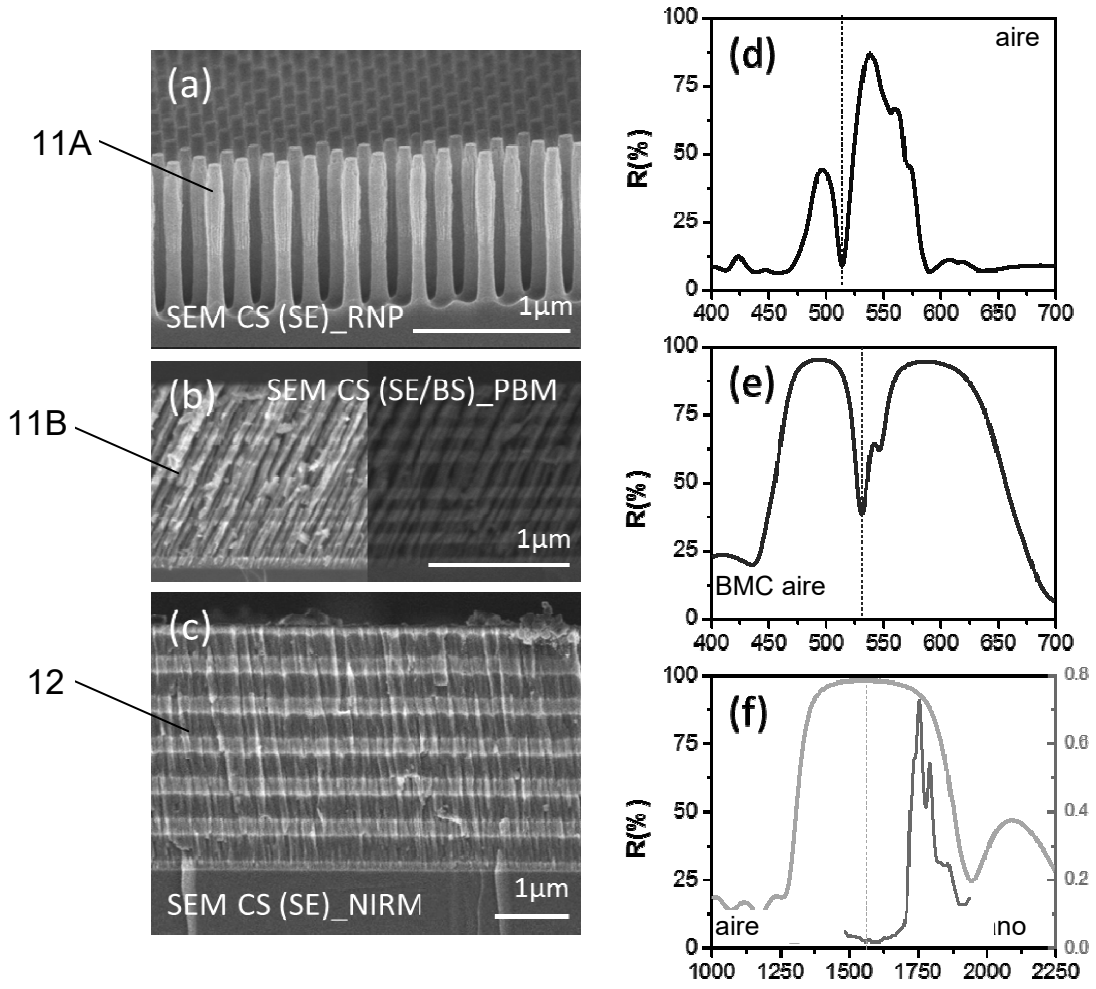 (a)
11A
SEM CS (SE)_RNP
1µm
(b)
SEM CS (SE/BS)_PBM
11B
1µm
(c)
12
SEM CS (SE)_NIRM
1µm
100
75
50
25
0
R(%)
(d)
aire
400 450 500 550 600 650 700
100
75
50
25
0
R(%)
(e)
BMC aire
400 450 500 550 600 650 700
100
75
50
25
0
R(%)
(f)
aire
0.8
0.6
0.4
0.2
0.0
1000 1250 1500 1750 2000 2250